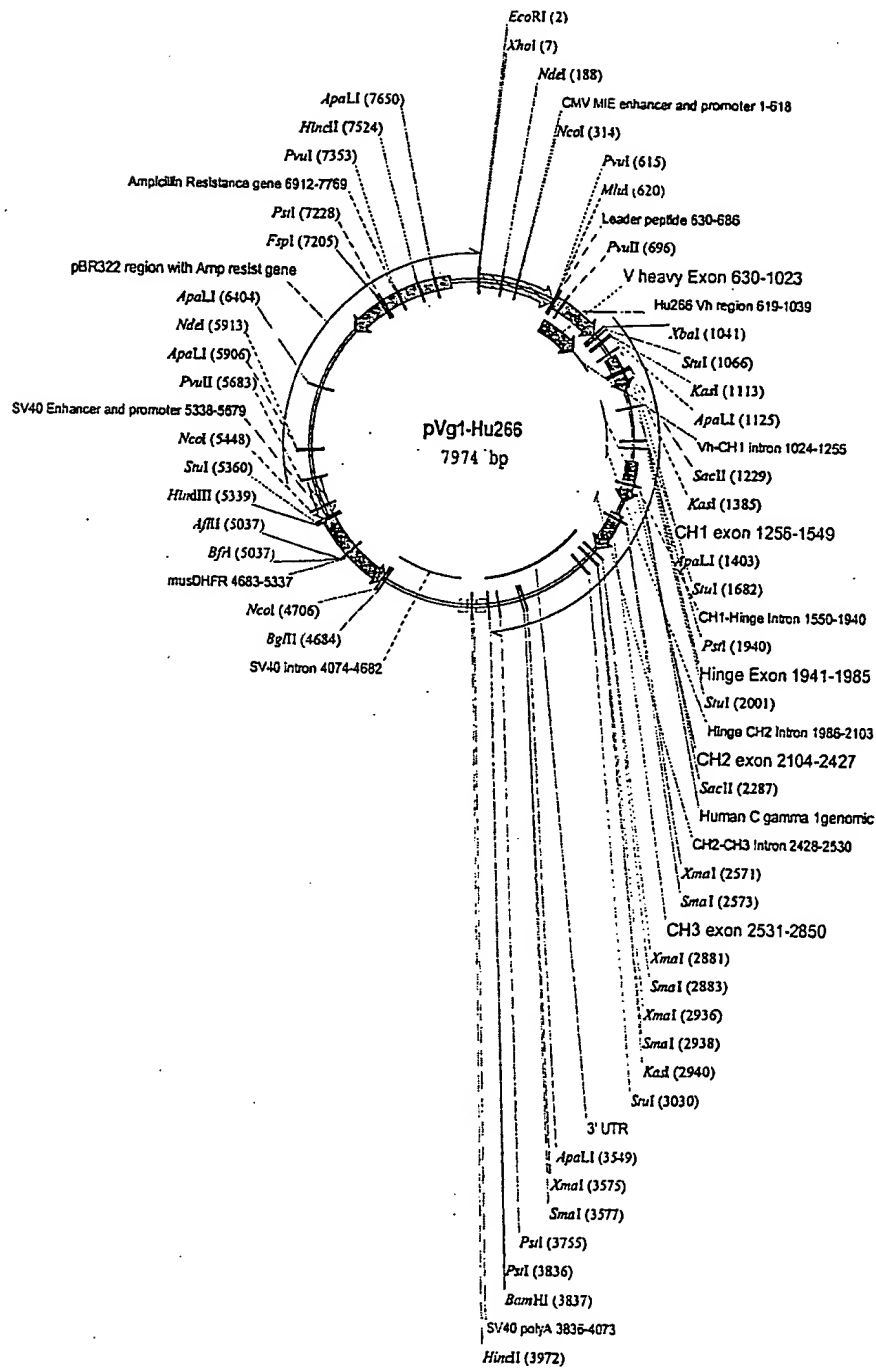 EcoRI (2)
XhoI (7)
NdeI (188)
CMV MIE enhancer and promoter 1-618
NcoI (314)
PvuI (615)
MluI (620)
Leader peptide 630-686
PvuII (696)
V heavy Exon 630-1023
Hu266 Vh region 619-1039
XbaI (1041)
StuI (1066)
KasI (1113)
ApaLI (1125)
Vh-CH1 intron 1024-1255
SacII (1229)
KasI (1385)
CH1 exon 1256-1549
ApaLI (1403)
StuI (1682)
CH1-Hinge Intron 1550-1940
PstI (1940)
Hinge Exon 1941-1985
StuI (2001)
Hinge CH2 Intron 1986-2103
CH2 exon 2104-2427
SacII (2287)
Human C gamma 1genomic
CH2-CH3 Intron 2428-2530
XmaI (2571)
SmaI (2573)
CH3 exon 2531-2850
XmaI (2881)
SmaI (2883)
XmaI (2936)
SmaI (2938)
KasI (2940)
StuI (3030)
3' UTR
ApaLI (3549)
XmaI (3575)
SmaI (3577)
PstI (3755)
PstI (3836)
BamHI (3837)
SV40 polyA 3836-4073
HincII (3972)
SV40 intron 4074-4682
BglII (4684)
NcoI (4706)
musDHFR 4683-5337
BfrI (5037)
AflII (5037)
HindIII (5339)
StuI (5360)
NcoI (5448)
SV40 Enhancer and promoter 5338-5679
PvuII (5683)
ApaLI (5906)
NdeI (5913)
ApaLI (6404)
pBR322 region with Amp resist gene
FspI (7205)
PstI (7228)
Ampicillin Resistance gene 6912-7769
PvuI (7353)
HincII (7524)
ApaLI (7650)
pVg1-Hu266
7974 bp